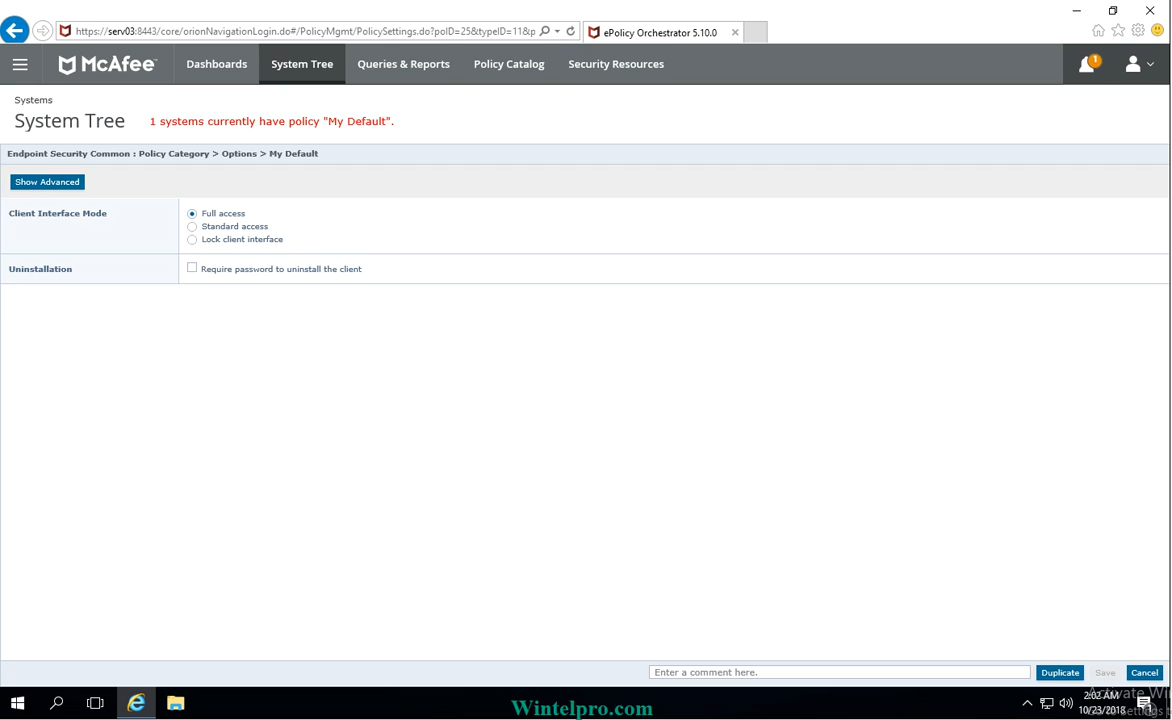 https://serv03:8443/core/orionNavigationLogin.do#/PolicyMgmt/PolicySettings.do?polD=25&typeID=11&p
ePolicy Orchestrator 5.10.0
McAfee
Dashboards
System Tree
Queries & Reports
Policy Catalog
Security Resources
1
Systems
System Tree
1 systems currently have policy "My Default".
Endpoint Security Common : Policy Category > Options > My Default
Show Advanced
Client Interface Mode
Full access
Standard access
Lock client interface
Uninstallation
Require password to uninstall the client
Enter a comment here.
Duplicate
Save
Cancel
2:02 AM
10/23/2018
Wintelpro.com